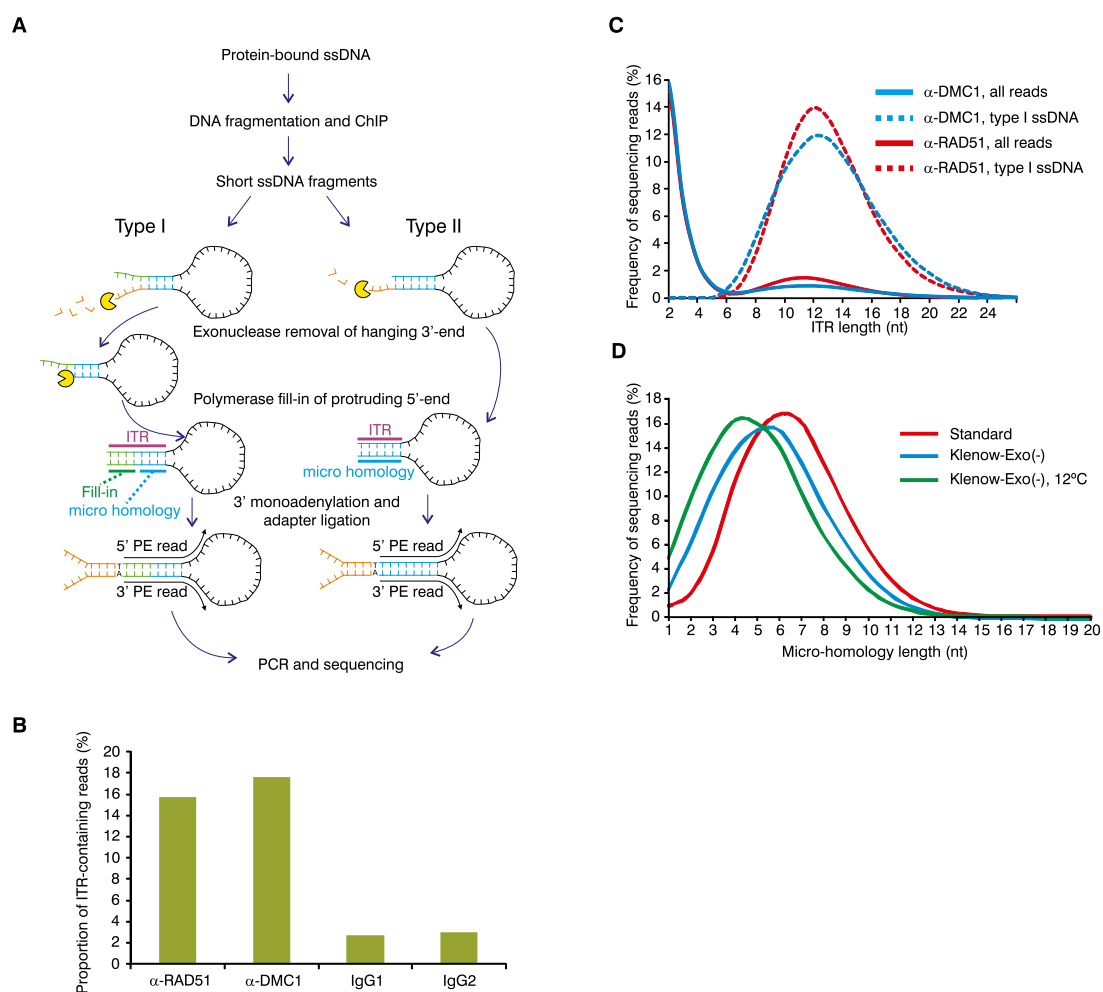 A
Protein-bound ssDNA
DNA fragmentation and ChIP
Short ssDNA fragments
Type I
Type II
Exonuclease removal of hanging 3’-end
Polymerase fill-in of protruding 5’-end
ITR
ITR
Fill-in
micro homology
micro homology
3’ monoadenylation and
adapter ligation
5’ PE read
T
A
3’ PE read
5’ PE read
T
A
3’ PE read
PCR and sequencing
B
Proportion of ITR-containing reads (%)
20
18
16
14
12
10
8
6
4
2
0
α-RAD51 α-DMC1 IgG1 IgG2
C
Frequency of sequencing reads (%)
16
14
12
10
8
6
4
2
0
2 4 6 8 10 12 14 16 18 20 22 24
ITR length (nt)
α-DMC1, all reads
α-DMC1, type I ssDNA
α-RAD51, all reads
α-RAD51, type I ssDNA
D
Frequency of sequencing reads (%)
18
16
14
12
10
8
6
4
2
0
1 2 3 4 5 6 7 8 9 10 11 12 13 14 15 16 17 18 19 20
Micro-homology length (nt)
Standard
Klenow-Exo(-)
Klenow-Exo(-), 12ºC